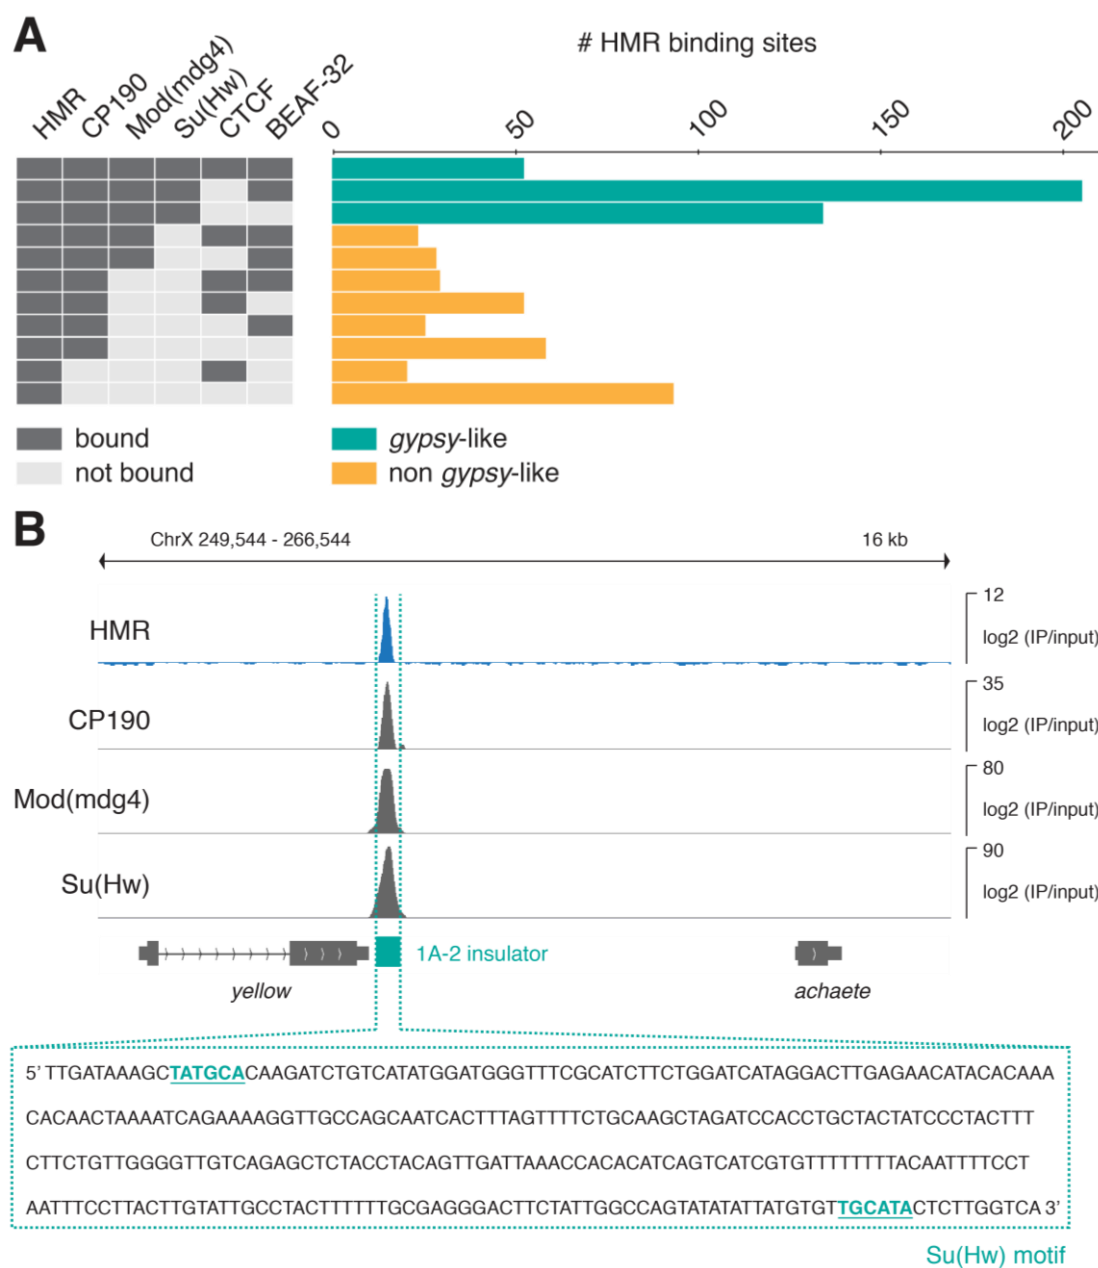 A
# HMR binding sites
HMR
CP190
Mod(mdg4)
Su(Hw)
CTCF
BEAF-32
0
50
100
150
200
bound
gypsy-like
not bound
non gypsy-like
B
ChrX 249,544 - 266,544
16 kb
HMR
12
log2 (IP/input)
CP190
35
log2 (IP/input)
Mod(mdg4)
80
log2 (IP/input)
Su(Hw)
90
log2 (IP/input)
1A-2 insulator
yellow
achaete
5' TTGATAAAGCTATGCACAAGATCTGTCATATGGATGGGTTTCGCATCTTCTGGATCATAGGACTTGAGAACATACACAAA
CACAACTAAAATCAGAAAAGGTTGCCAGCAATCACTTTAGTTTTCTGCAAGCTAGATCCACCTGCTACTATCCCTACTTT
CTTCTGTTGGGGTTGTCAGAGCTCTACCTACAGTTGATTAAACCACACATCAGTCATCGTGTTTTTTTTACAATTTTCCT
AATTTCCTTACTTGTATTGCCTACTTTTTTGCGAGGGACTTCTATTGGCCAGTATATATTATGTGTTGCATACTCTTGGTCA 3'
Su(Hw) motif